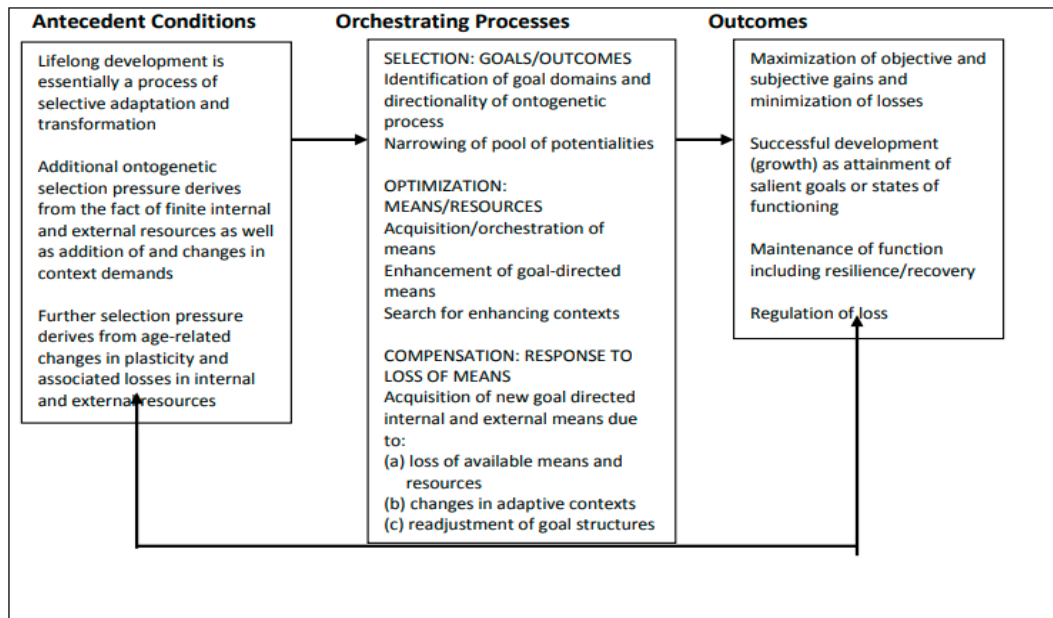 Antecedent Conditions
Lifelong development is
essentially a process of
selective adaptation and
transformation
Additional ontogenetic
selection pressure derives
from the fact of finite internal
and external resources as well
as addition of and changes in
context demands
Further selection pressure
derives from age-related
changes in plasticity and
associated losses in internal
and external resources
Orchestrating Processes
SELECTION: GOALS/OUTCOMES
Identification of goal domains and
directionality of ontogenetic
process
Narrowing of pool of potentialities
OPTIMIZATION:
MEANS/RESOURCES
Acquisition/orchestration of
means
Enhancement of goal-directed
means
Search for enhancing contexts
COMPENSATION: RESPONSE TO
LOSS OF MEANS
Acquisition of new goal directed
internal and external means due
to:
(a) loss of available means and
resources
(b) changes in adaptive contexts
(c) readjustment of goal structures
Outcomes
Maximization of objective and
subjective gains and
minimization of losses
Successful development
(growth) as attainment of
salient goals or states of
functioning
Maintenance of function
including resilience/recovery
Regulation of loss